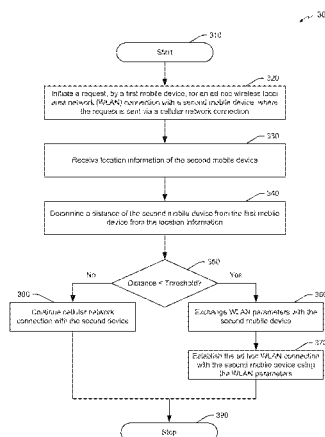 310
Start
320
Initiate a request, by a first mobile device, for an ad hoc wireless local
area network (WLAN) connection with a second mobile device, where
the request is sent via a cellular network connection
330
Receive location information of the second mobile device
340
Determine a distance of the second mobile device from the first mobile
device from the location information
350
Distance < Threshold?
No
Yes
380
Continue cellular network
connection with the second device
360
Exchange WLAN parameters with the
second mobile device
370
Establish the ad hoc WLAN connection
with the second mobile device using
the WLAN parameters
390
Stop